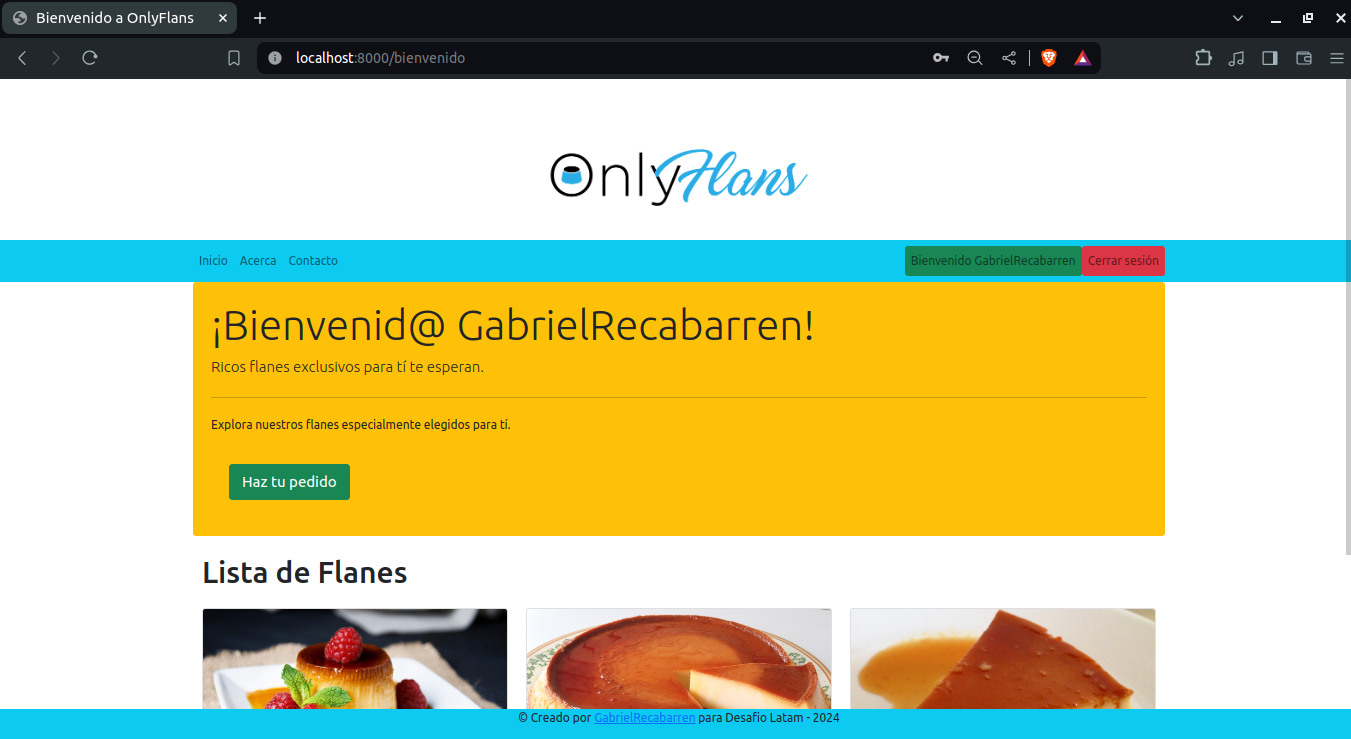 Bienvenido a OnlyFlans
localhost:8000/bienvenido
OnlyFlans
Inicio Acerca Contacto Bienvenido GabrielRecabarren Cerrar sesión
¡Bienvenid@ GabrielRecabarren!
Ricos flanes exclusivos para tí te esperan.
Explora nuestros flanes especialmente elegidos para tí.
Haz tu pedido
Lista de Flanes
© Creado por GabrielRecabarren para Desafio Latam - 2024